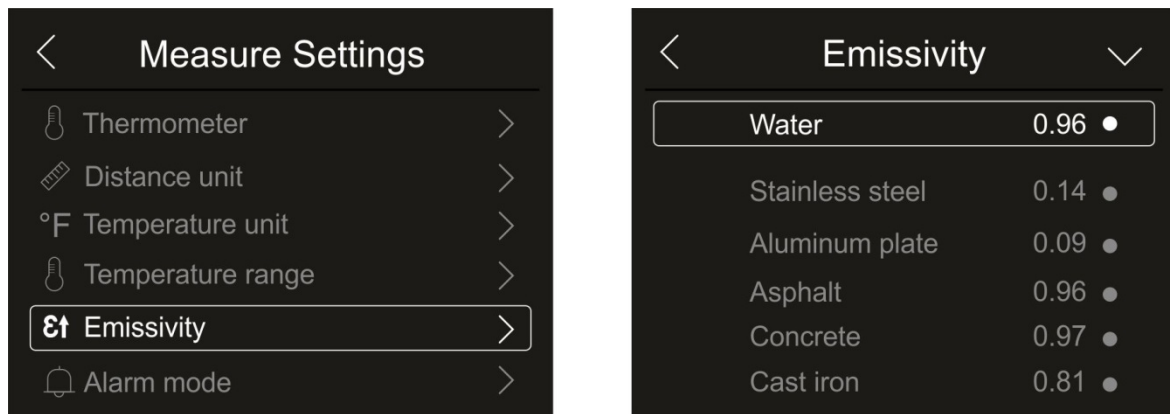 Measure Settings
Thermometer
Distance unit
°F Temperature unit
Temperature range
Ɛ↑ Emissivity
Alarm mode
Emissivity
Water 0.96
Stainless steel 0.14
Aluminum plate 0.09
Asphalt 0.96
Concrete 0.97
Cast iron 0.81